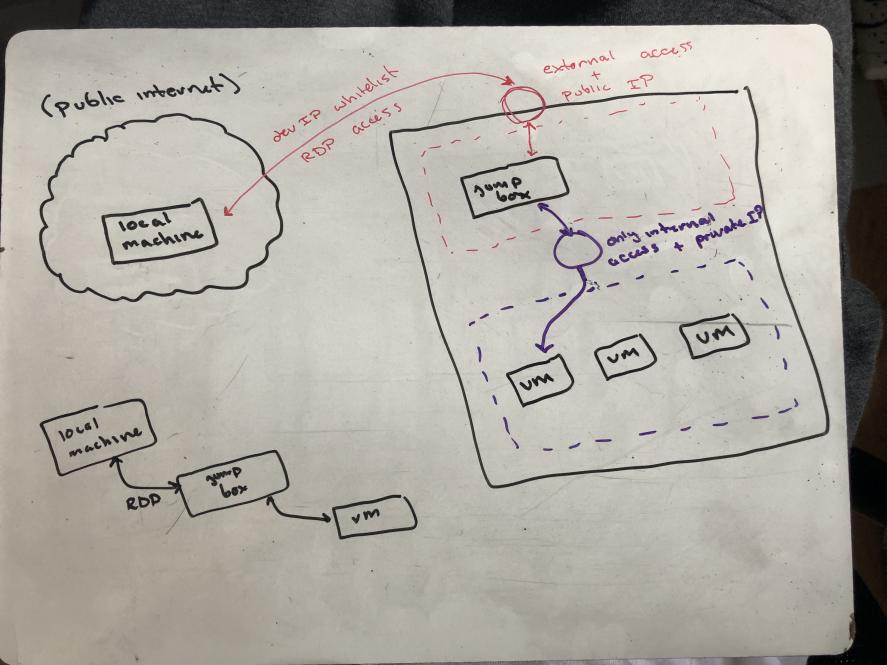 (public internet)
local
machine
dev IP whitelist
RDP access
external access
+
public IP
jump
box
only internal
access + private IP
vm
vm
vm
local
machine
RDP
jump
box
vm